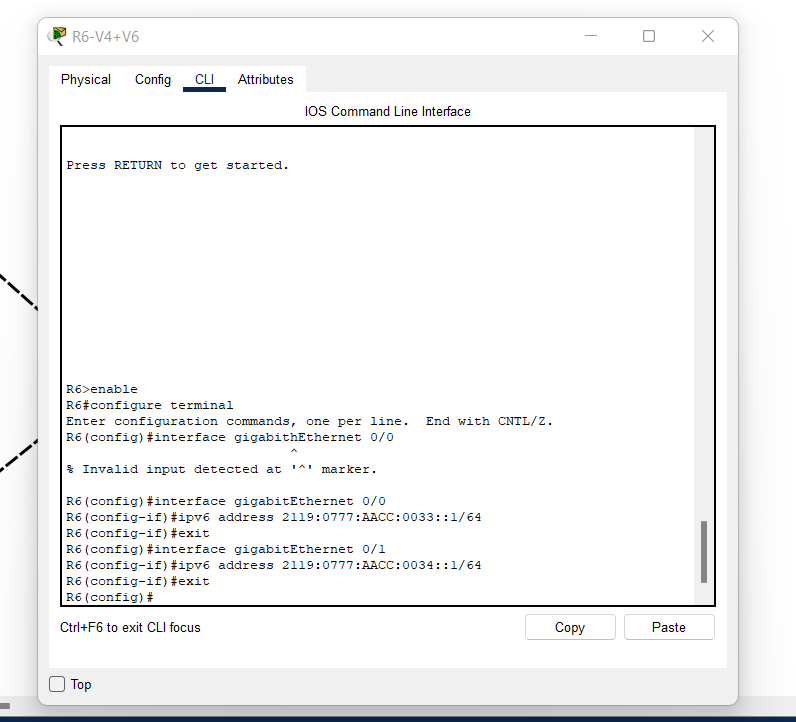 R6-V4+V6
Physical Config CLI Attributes
IOS Command Line Interface
Press RETURN to get started.
R6>enable
R6#configure terminal
Enter configuration commands, one per line.  End with CNTL/Z.
R6(config)#interface gigabithEthernet 0/0
^
% Invalid input detected at '^' marker.
R6(config)#interface gigabitEthernet 0/0
R6(config-if)#ipv6 address 2119:0777:AACC:0033::1/64
R6(config-if)#exit
R6(config)#interface gigabitEthernet 0/1
R6(config-if)#ipv6 address 2119:0777:AACC:0034::1/64
R6(config-if)#exit
R6(config)#
Ctrl+F6 to exit CLI focus
Copy Paste
Top